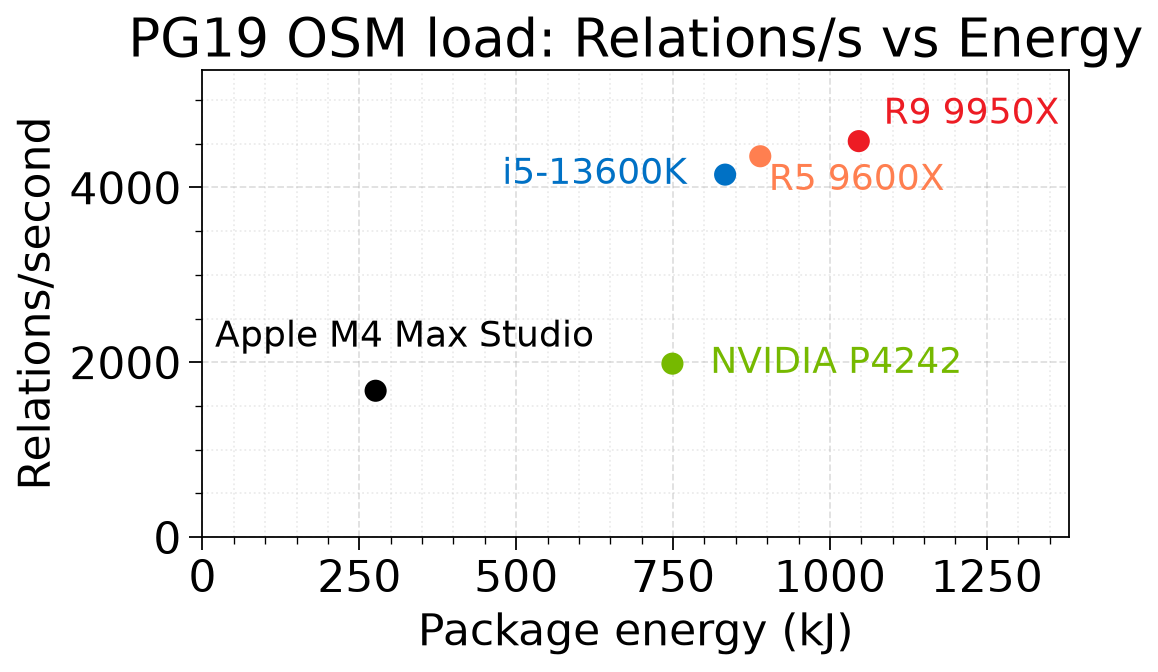 PG19 OSM load: Relations/s vs Energy
R9 9950X
i5-13600K
R5 9600X
Apple M4 Max Studio
NVIDIA P4242
Relations/second
4000
2000
0
0 250 500 750 1000 1250
Package energy (kJ)